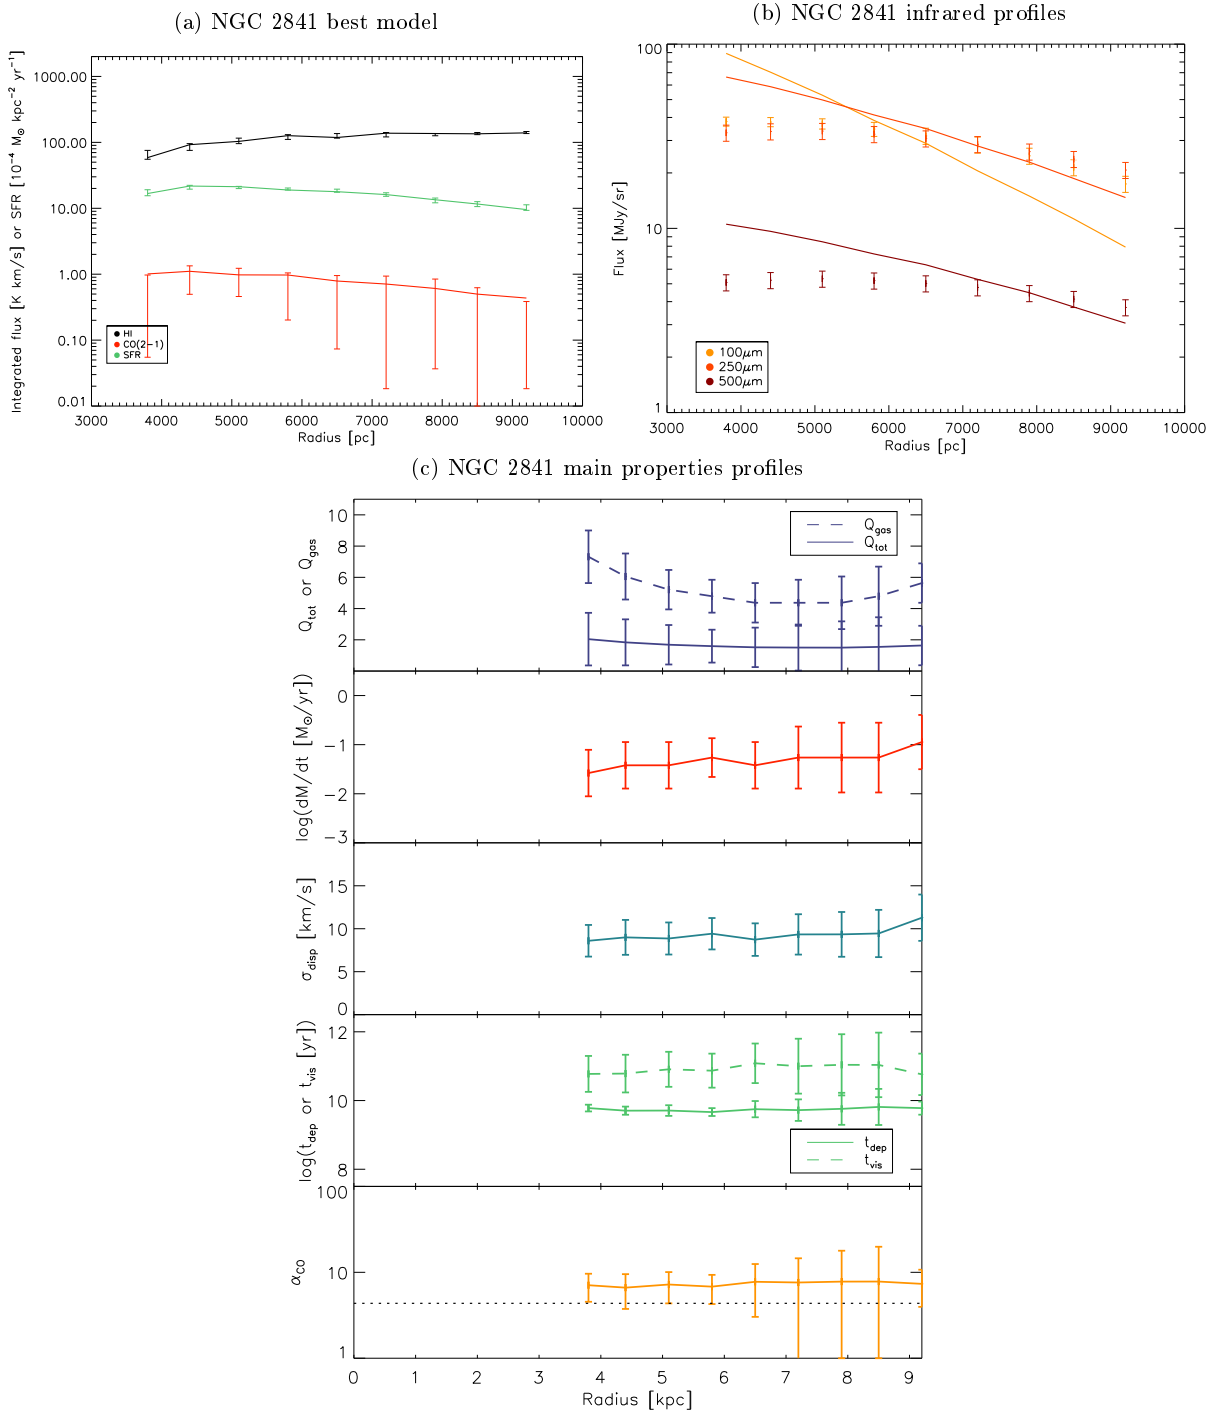 (a) NGC 2841 best model
Integrated flux [K km/s] or SFR [10⁻⁴ M⊙ kpc⁻² yr⁻¹]
1000.00
100.00
10.00
1.00
0.10
0.01
HI
CO(2−1)
SFR
3000 4000 5000 6000 7000 8000 9000 10000
Radius [pc]
(b) NGC 2841 infrared profiles
Flux [MJy/sr]
100
10
1
100μm
250μm
500μm
3000 4000 5000 6000 7000 8000 9000 10000
Radius [pc]
(c) NGC 2841 main properties profiles
Q_tot or Q_gas
10
8
6
4
2
Q_gas
Q_tot
log(dM/dt [M⊙/yr])
0
−1
−2
−3
σ_disp [km/s]
15
10
5
0
log(t_dep or t_vis [yr])
12
10
8
t_dep
t_vis
α_CO
100
10
1
0 1 2 3 4 5 6 7 8 9
Radius [kpc]